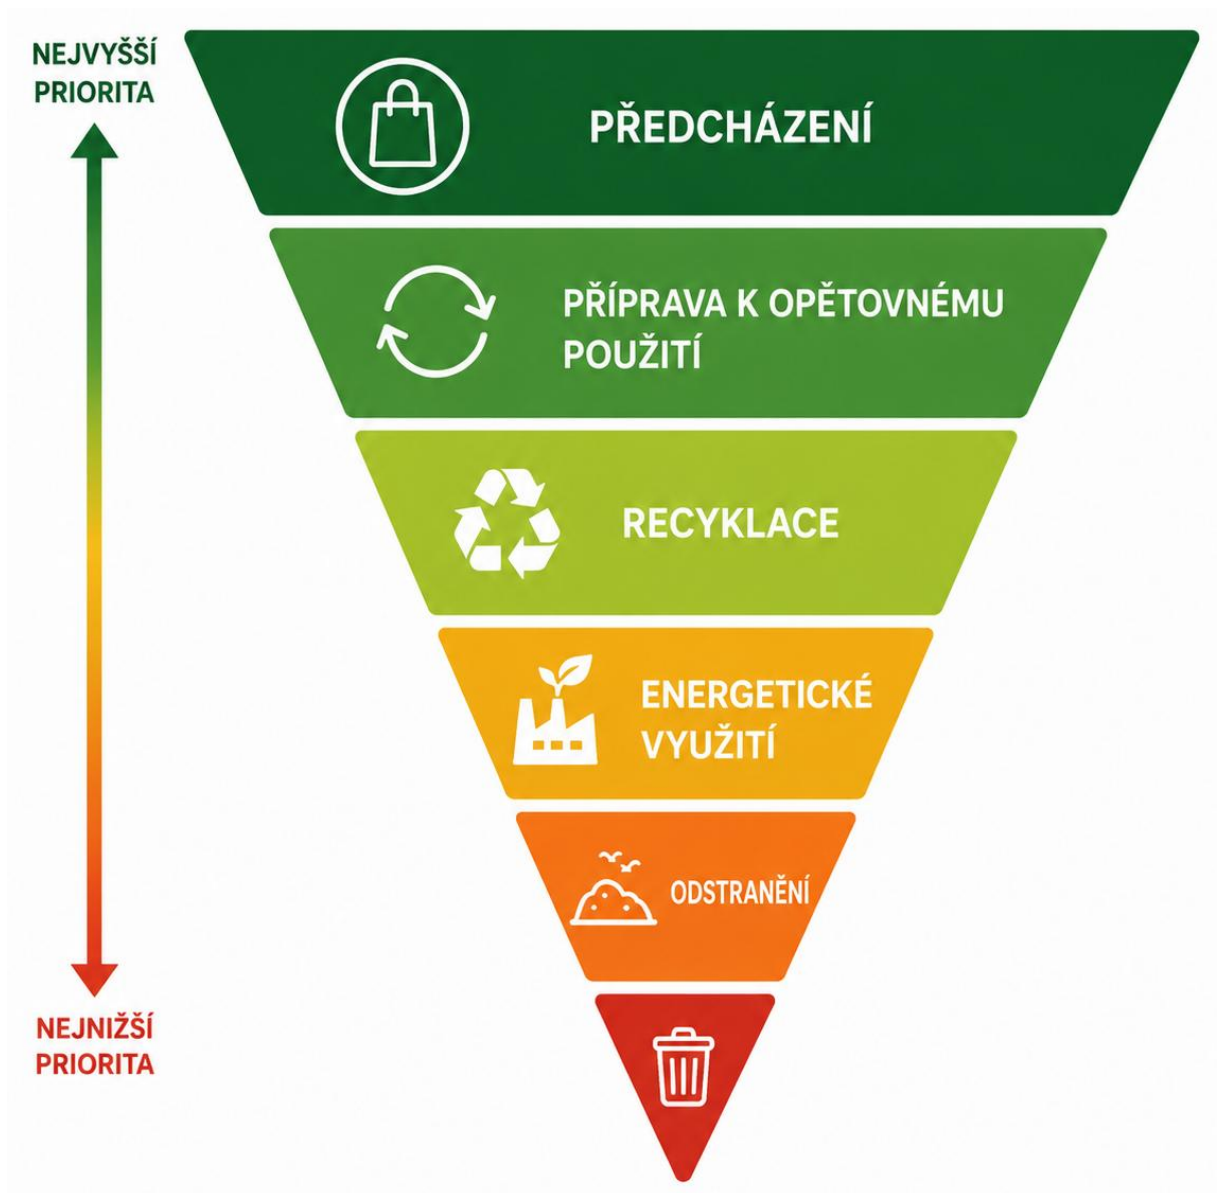 NEJVYŠŠÍ
PRIORITA
PŘEDCHÁZENÍ
PŘÍPRAVA K OPĚTOVNÉMU
POUŽITÍ
RECYKLACE
ENERGETICKÉ
VYUŽITÍ
ODSTRANĚNÍ
NEJNIŽŠÍ
PRIORITA